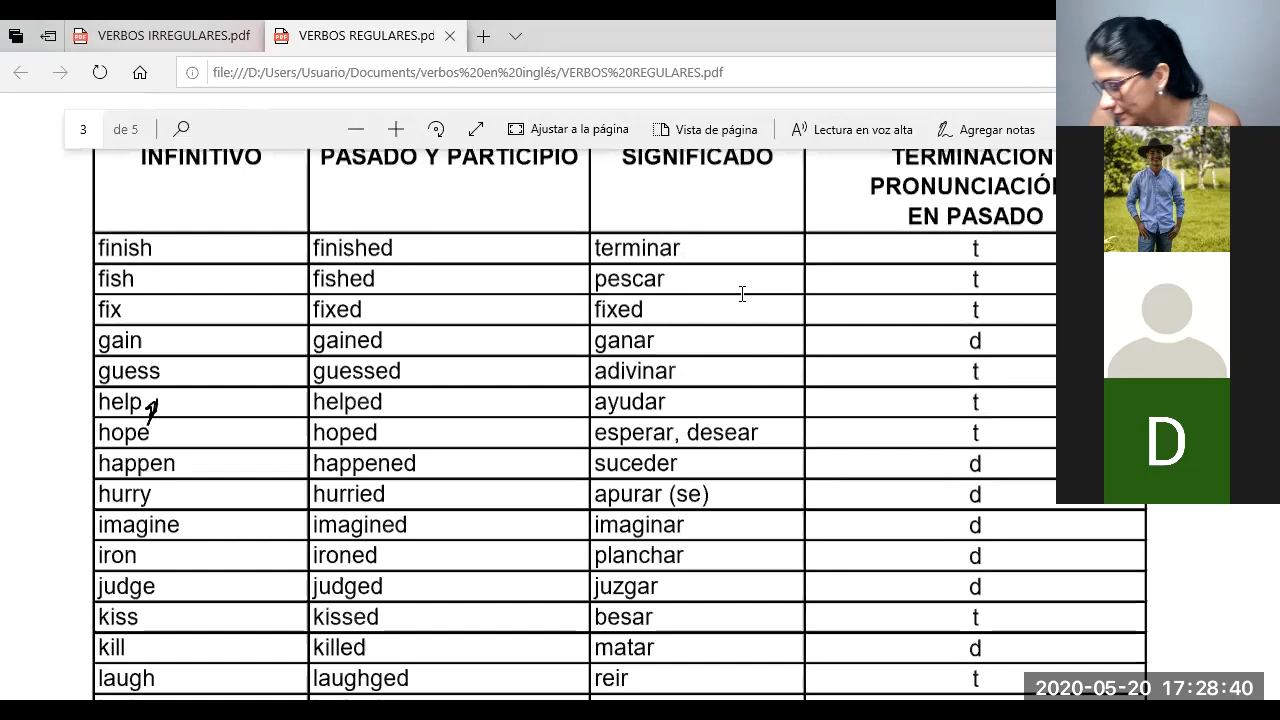 VERBOS IRREGULARES.pdf VERBOS REGULARES.pd
file:///D:/Users/Usuario/Documents/verbos%20en%20inglés/VERBOS%20REGULARES.pdf
3 de 5 Ajustar a la página Vista de página Lectura en voz alta Agregar notas
INFINITIVO PASADO Y PARTICIPIO SIGNIFICADO TERMINACION
PRONUNCIACIÓ
EN PASADO
finish finished terminar t
fish fished pescar t
fix fixed fixed t
gain gained ganar d
guess guessed adivinar t
help helped ayudar t
hope hoped esperar, desear t
happen happened suceder d
hurry hurried apurar (se) d
imagine imagined imaginar d
iron ironed planchar d
judge judged juzgar d
kiss kissed besar t
kill killed matar d
laugh laughged reir t
D
2020-05-20 17:28:40